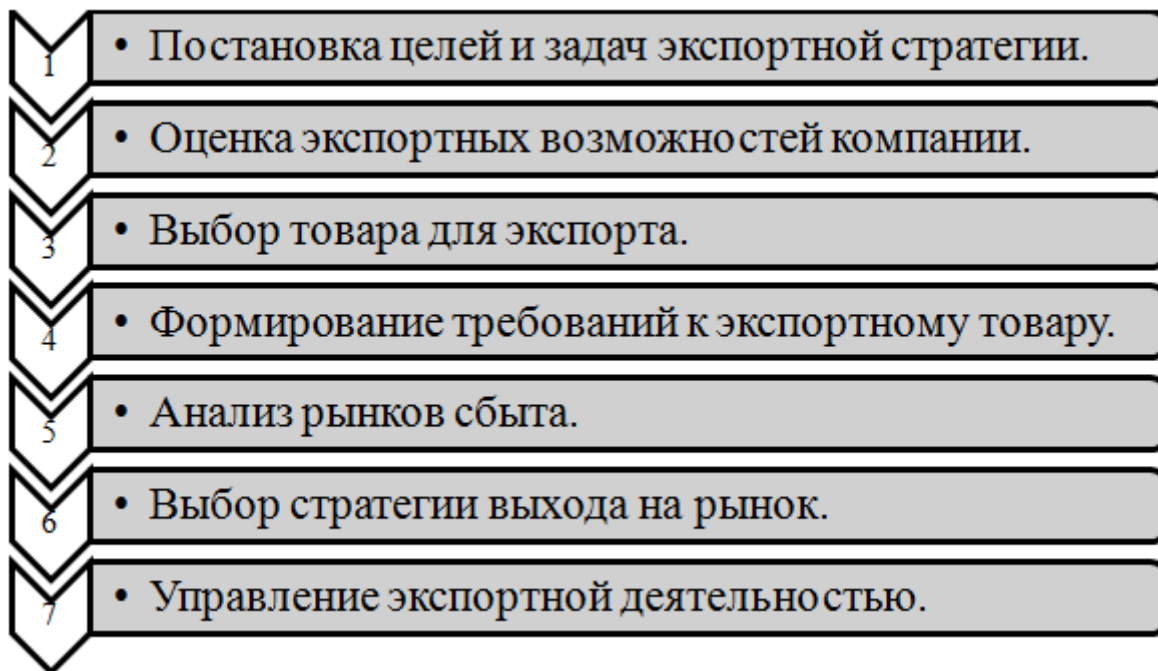 1 • Постановка целей и задач экспортной стратегии.
2 • Оценка экспортных возможностей компании.
3 • Выбор товара для экспорта.
4 • Формирование требований к экспортному товару.
5 • Анализ рынков сбыта.
6 • Выбор стратегии выхода на рынок.
7 • Управление экспортной деятельностью.